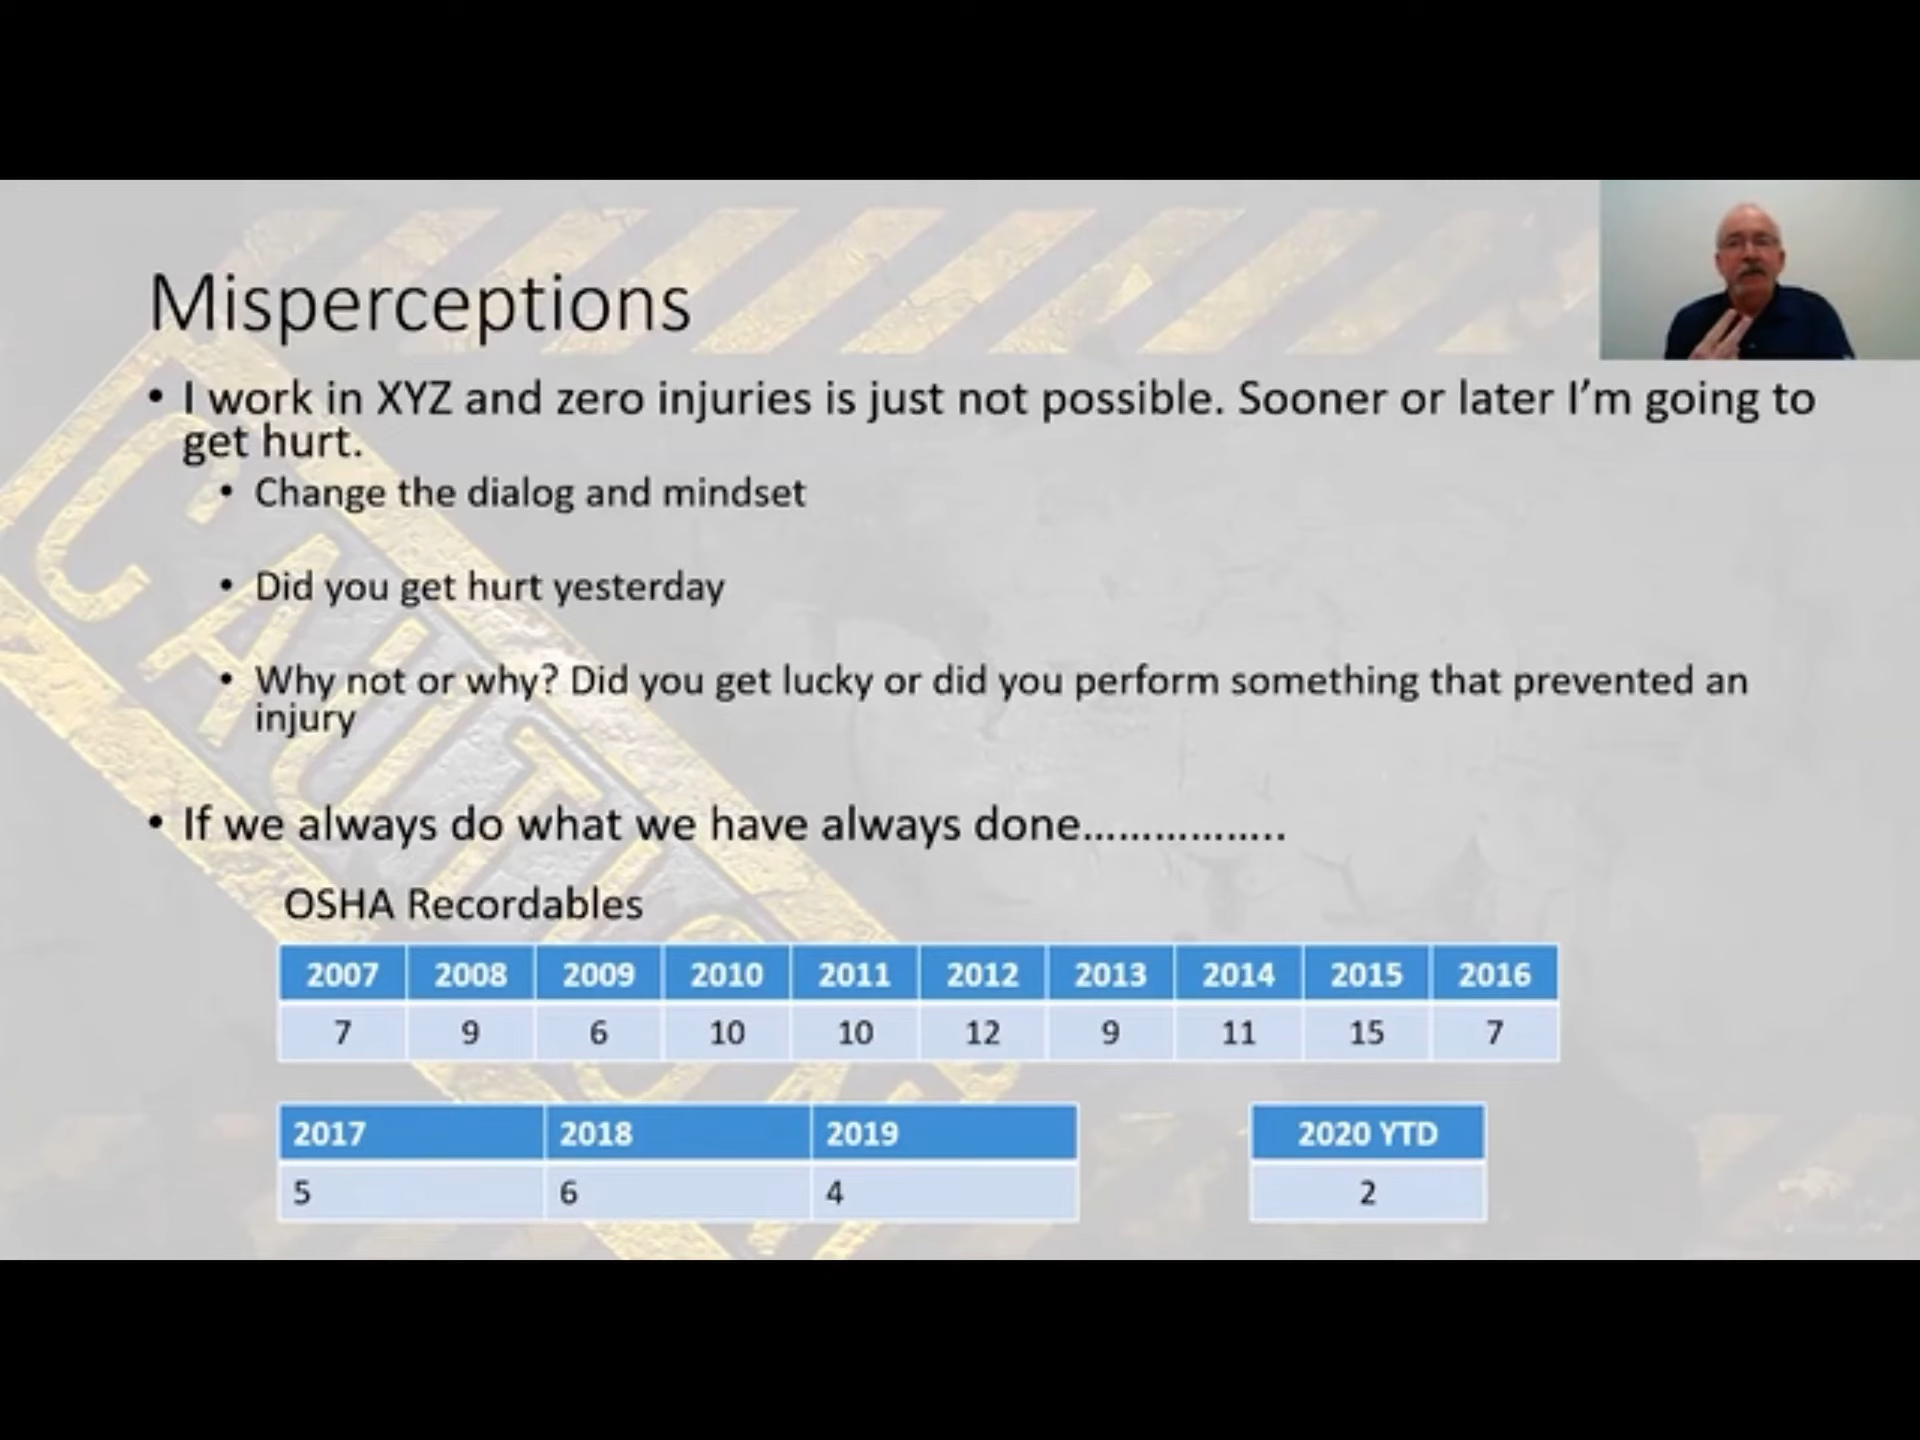 Misperceptions
• I work in XYZ and zero injuries is just not possible. Sooner or later I’m going to
get hurt.
• Change the dialog and mindset
• Did you get hurt yesterday
• Why not or why? Did you get lucky or did you perform something that prevented an
injury
• If we always do what we have always done……………..
OSHA Recordables
2007 2008 2009 2010 2011 2012 2013 2014 2015 2016
7 9 6 10 10 12 9 11 15 7
2017 2018 2019 2020 YTD
5 6 4 2
CAUTION